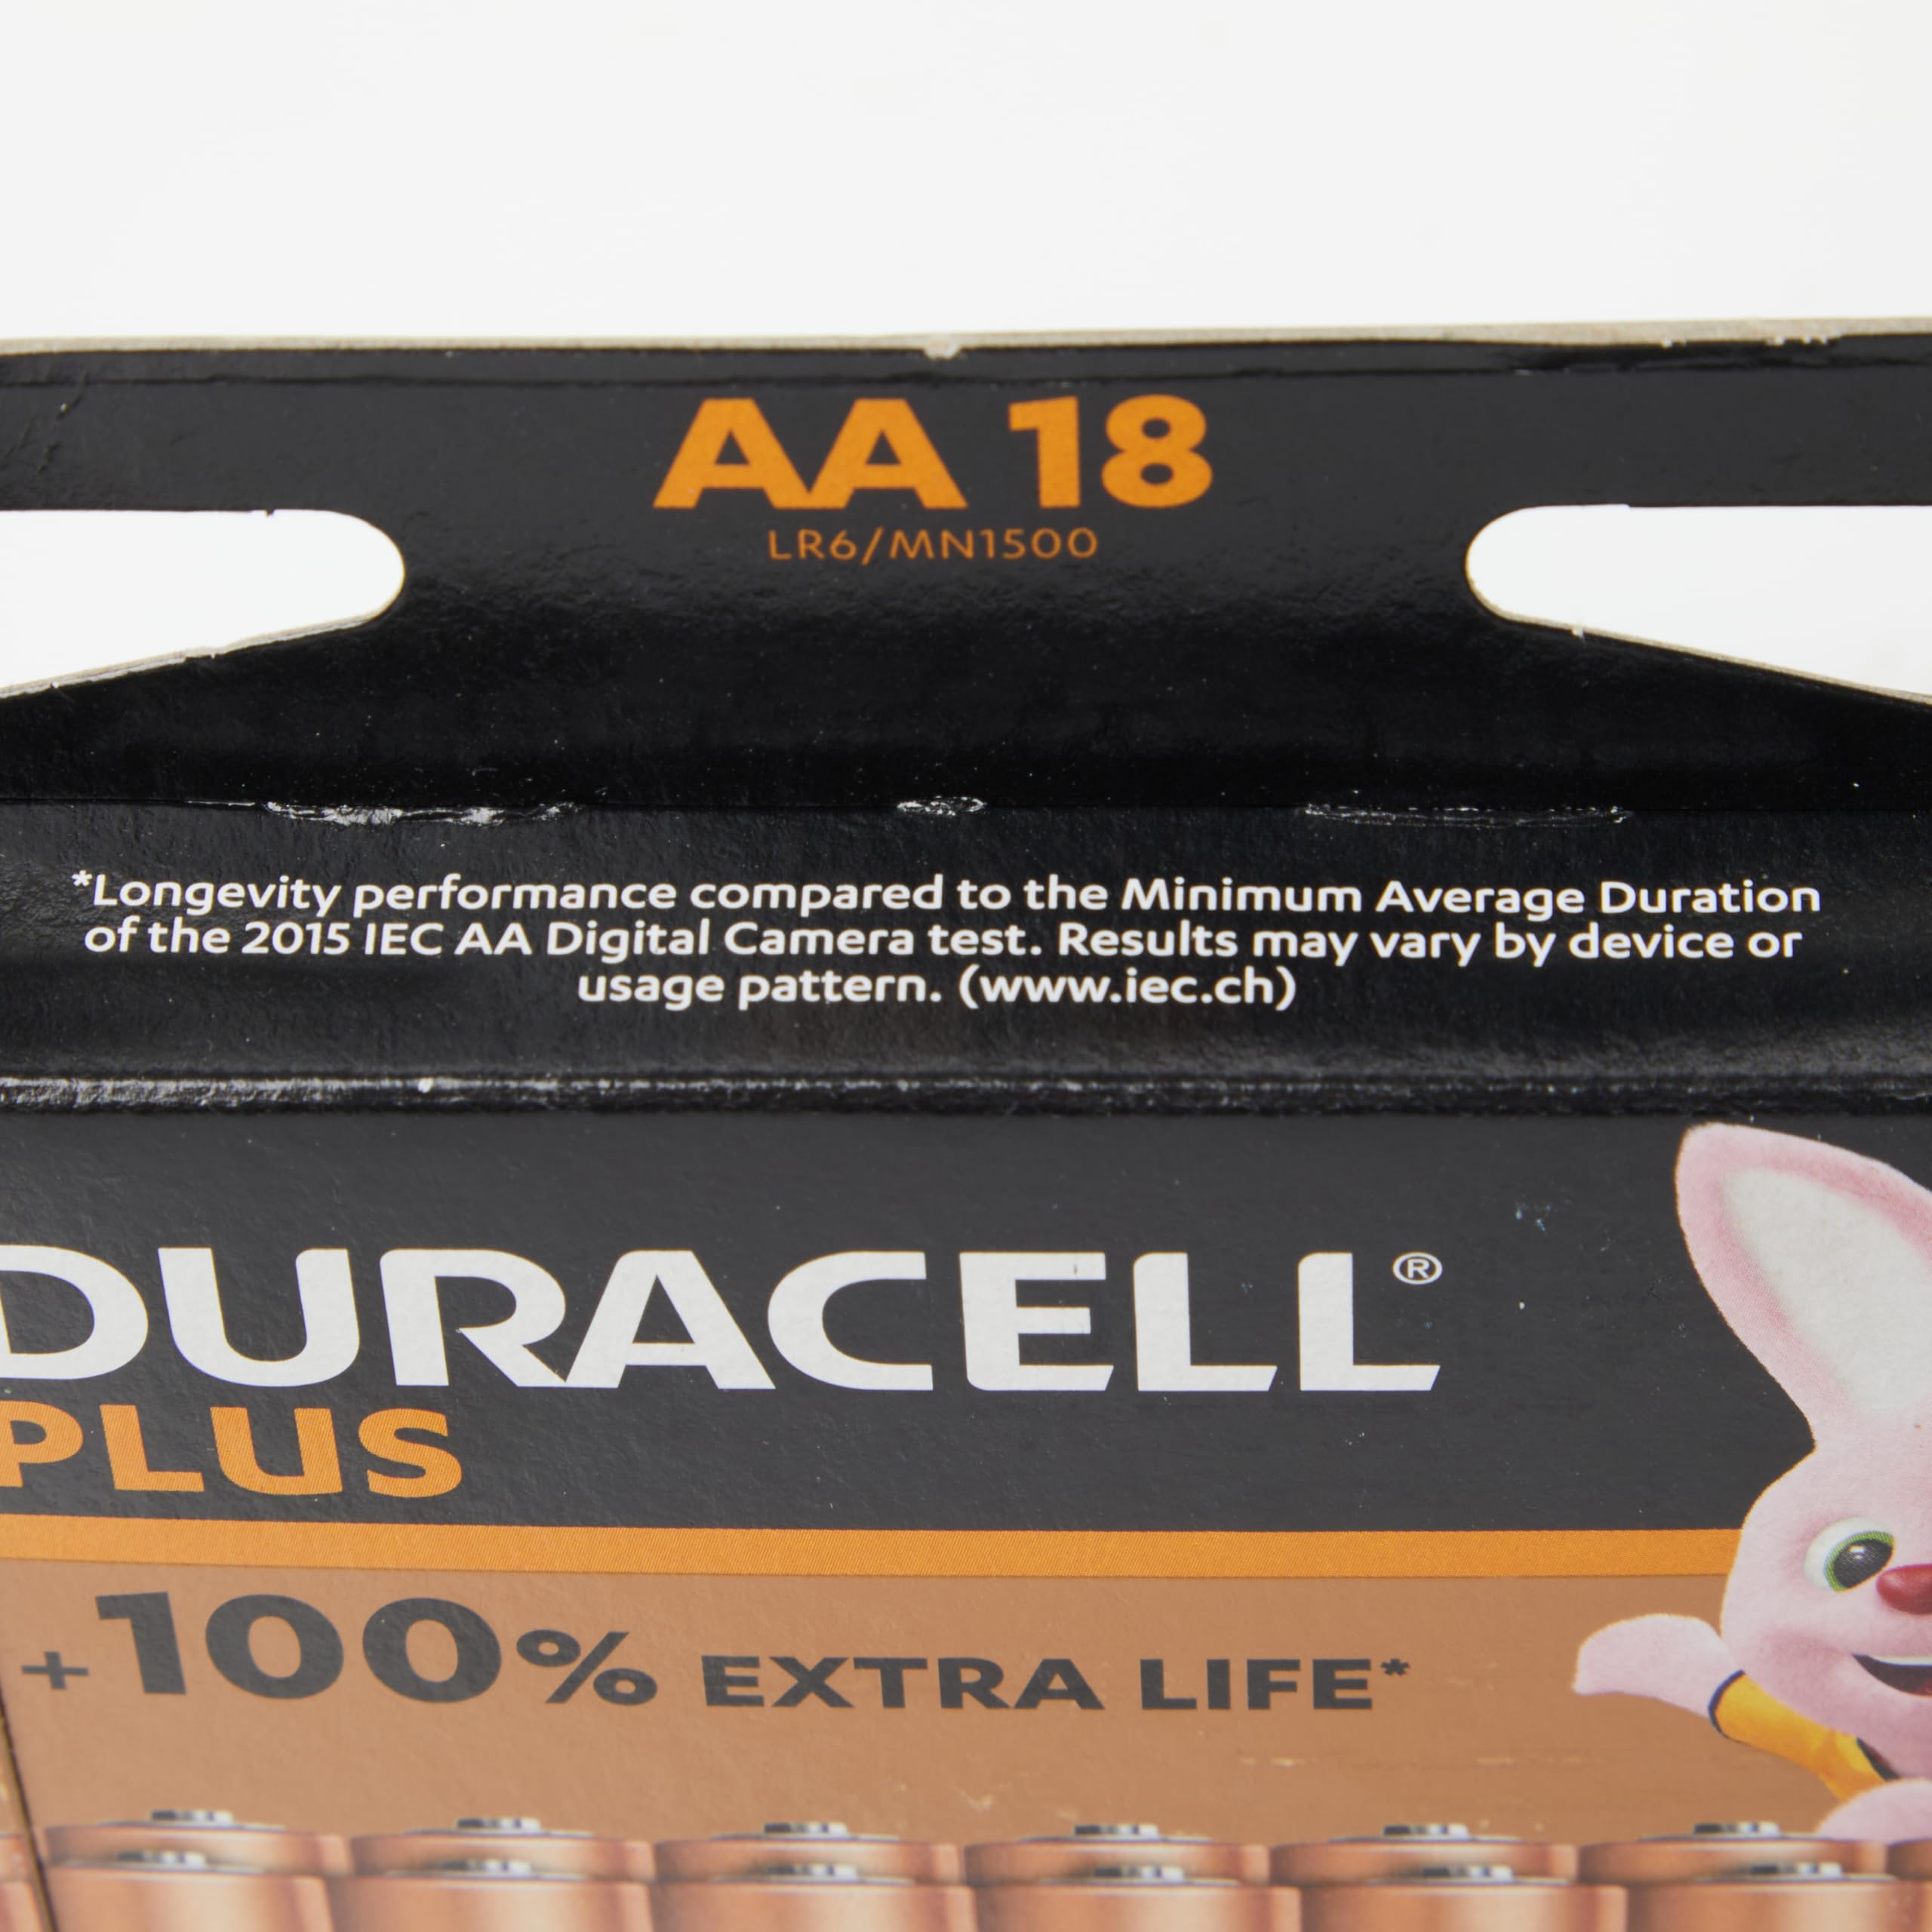 AA 18
LR6/MN1500
*Longevity performance compared to the Minimum Average Duration
of the 2015 IEC AA Digital Camera test. Results may vary by device or
usage pattern. (www.iec.ch)
DURACELL®
PLUS
+100% EXTRA LIFE*